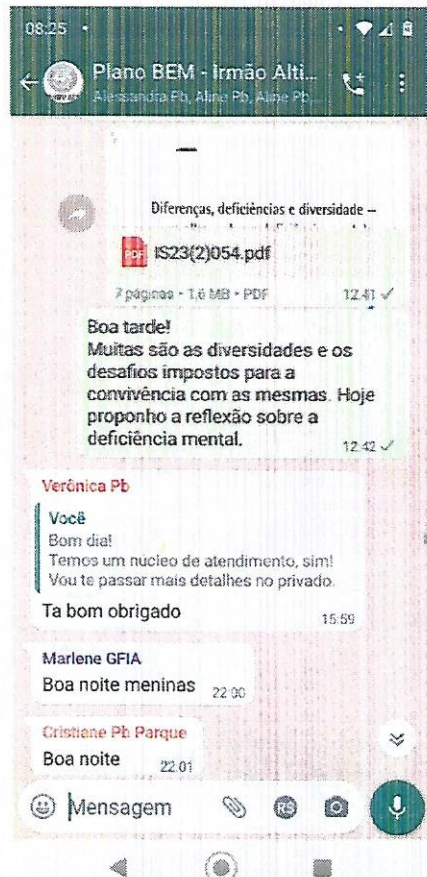 08:25
Plano BEM - Irmão Alti...
Alessandra Pb, Aline Pb, Aline Pb,...
Diferenças, deficiências e diversidade –
PDF IS23(2)054.pdf
7 páginas • 1,6 MB • PDF 12:41
Boa tarde!
Muitas são as diversidades e os
desafios impostos para a
convivência com as mesmas. Hoje
proponho a reflexão sobre a
deficiência mental.
12:42
Verônica Pb
Você
Bom dia!
Temos um núcleo de atendimento, sim!
Vou te passar mais detalhes no privado.
Ta bom obrigado 15:59
Marlene GFIA
Boa noite meninas 22:00
Cristiane Pb Parque
Boa noite 22:01
Mensagem R$